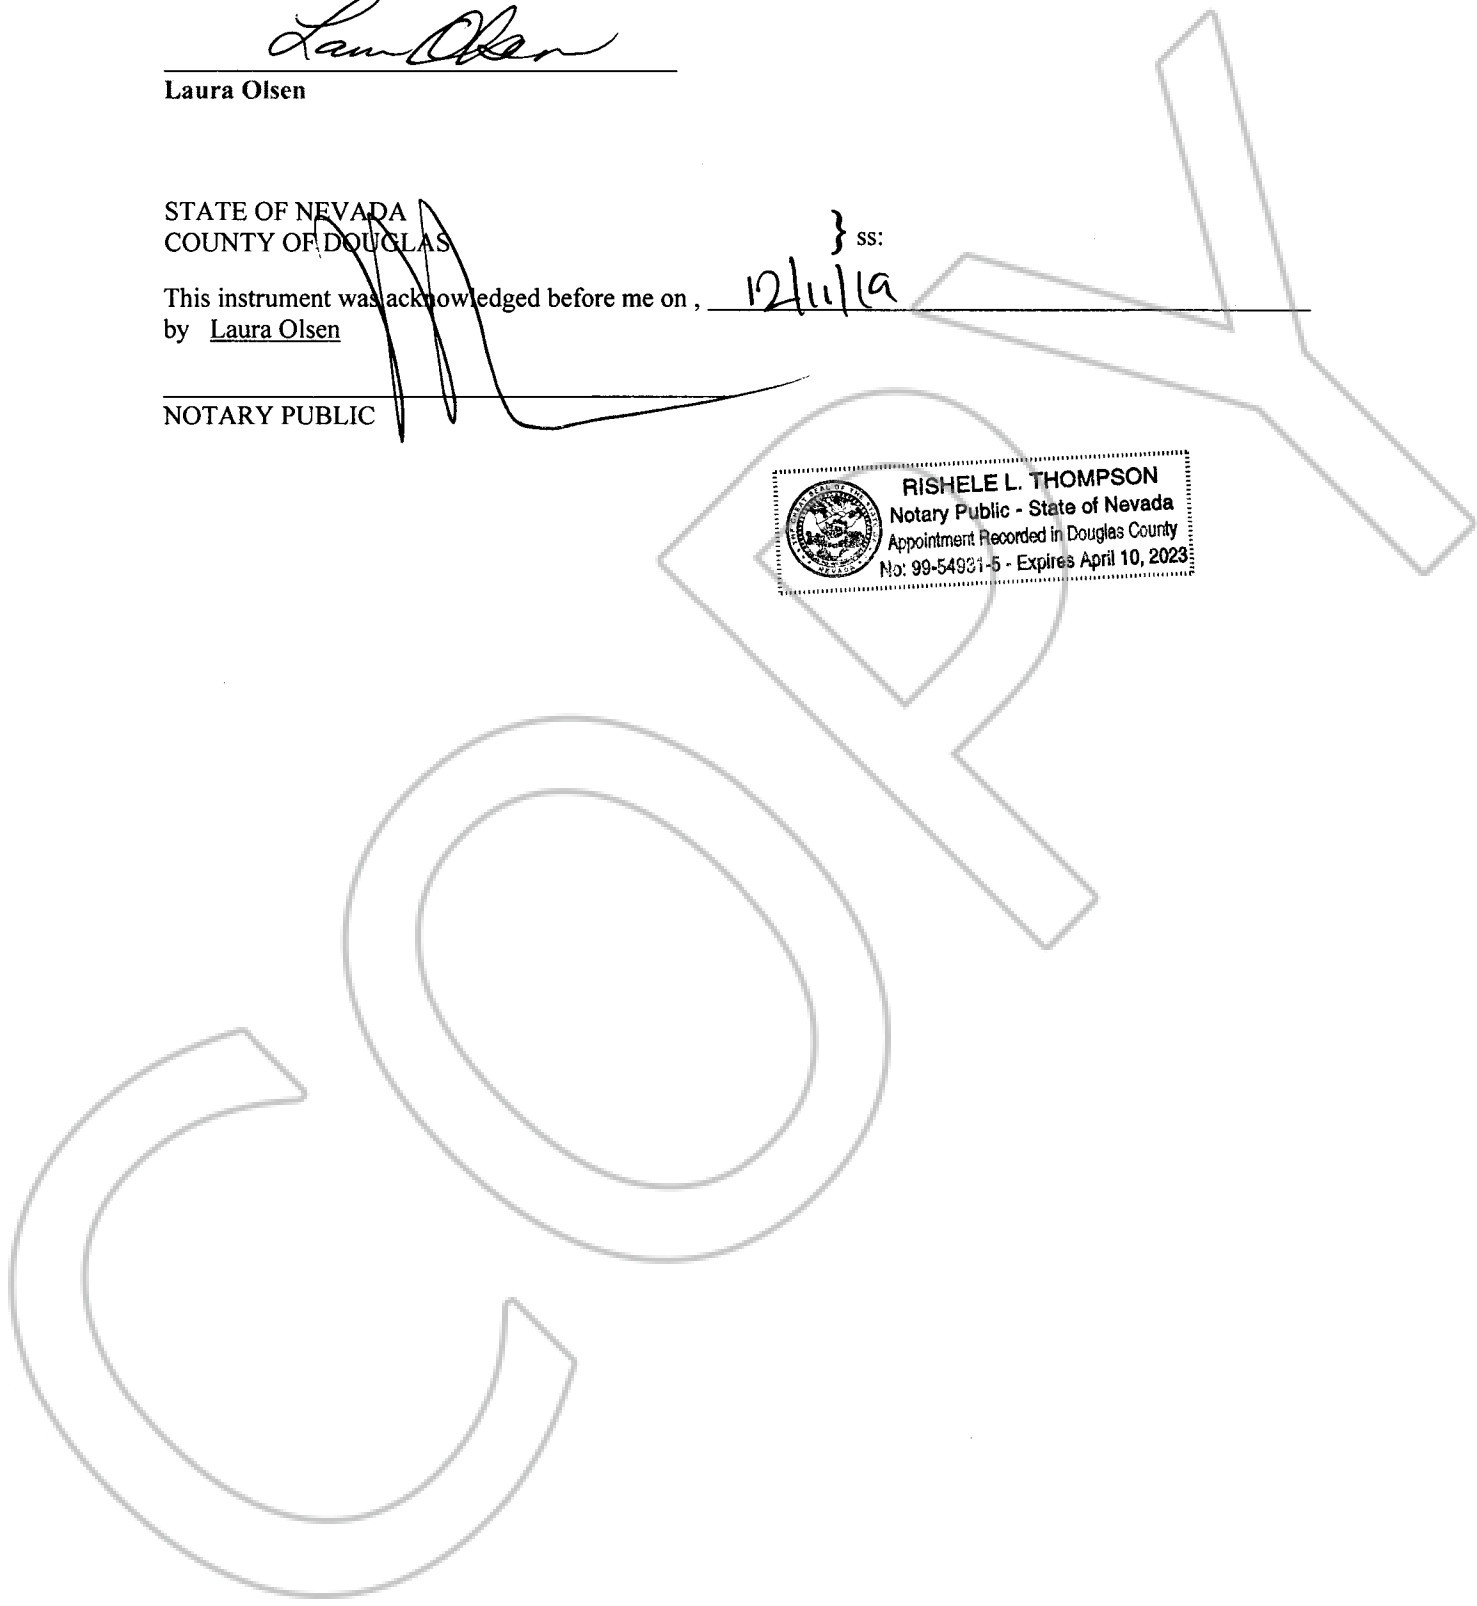 Laura Olsen
Laura Olsen
STATE OF NEVADA
COUNTY OF DOUGLAS
} ss:
This instrument was acknowledged before me on , 12/11/19
by Laura Olsen
NOTARY PUBLIC
RISHELE L. THOMPSON
Notary Public - State of Nevada
Appointment Recorded in Douglas County
No: 99-54931-5 - Expires April 10, 2023
COPY